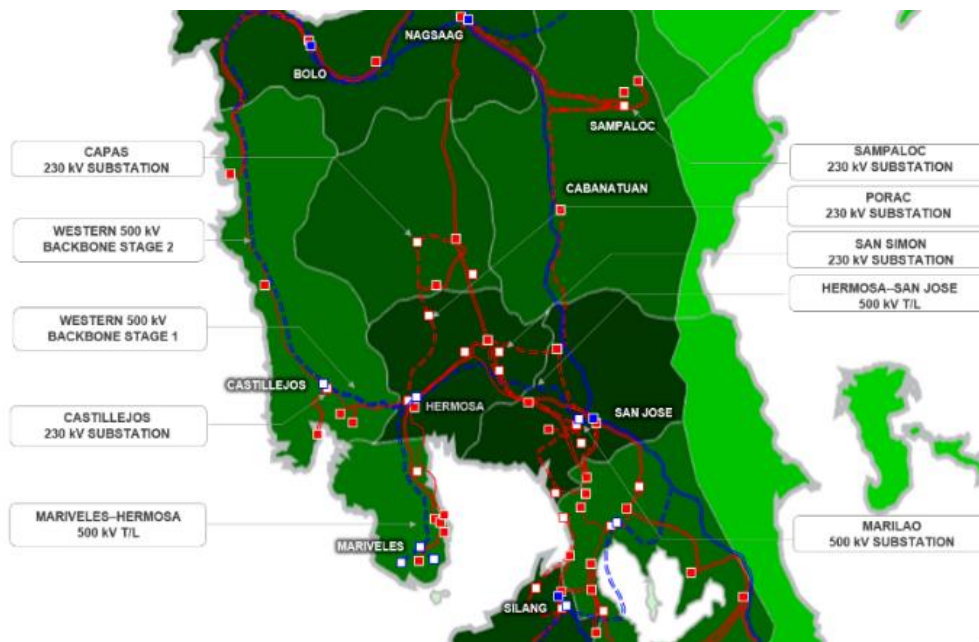 NAGSAAG
BOLO
SAMPALOC
CAPAS
230 kV SUBSTATION
SAMPALOC
230 kV SUBSTATION
CABANATUAN
PORAC
230 kV SUBSTATION
WESTERN 500 kV
BACKBONE STAGE 2
SAN SIMON
230 kV SUBSTATION
HERMOSA–SAN JOSE
500 kV T/L
WESTERN 500 kV
BACKBONE STAGE 1
CASTILLEJOS
HERMOSA
SAN JOSE
CASTILLEJOS
230 kV SUBSTATION
MARIVELES–HERMOSA
500 kV T/L
MARILAO
500 kV SUBSTATION
MARIVELES
SILANG